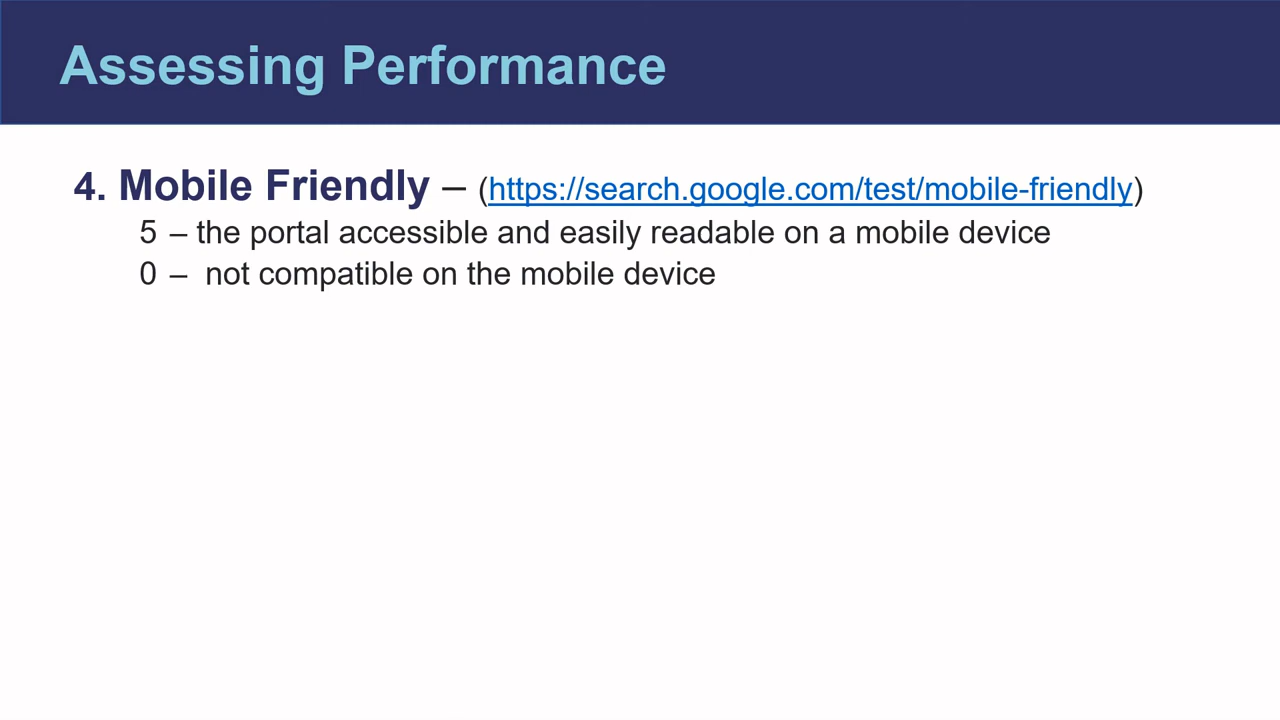 Assessing Performance
4. Mobile Friendly – (https://search.google.com/test/mobile-friendly)
5 – the portal accessible and easily readable on a mobile device
0 – not compatible on the mobile device